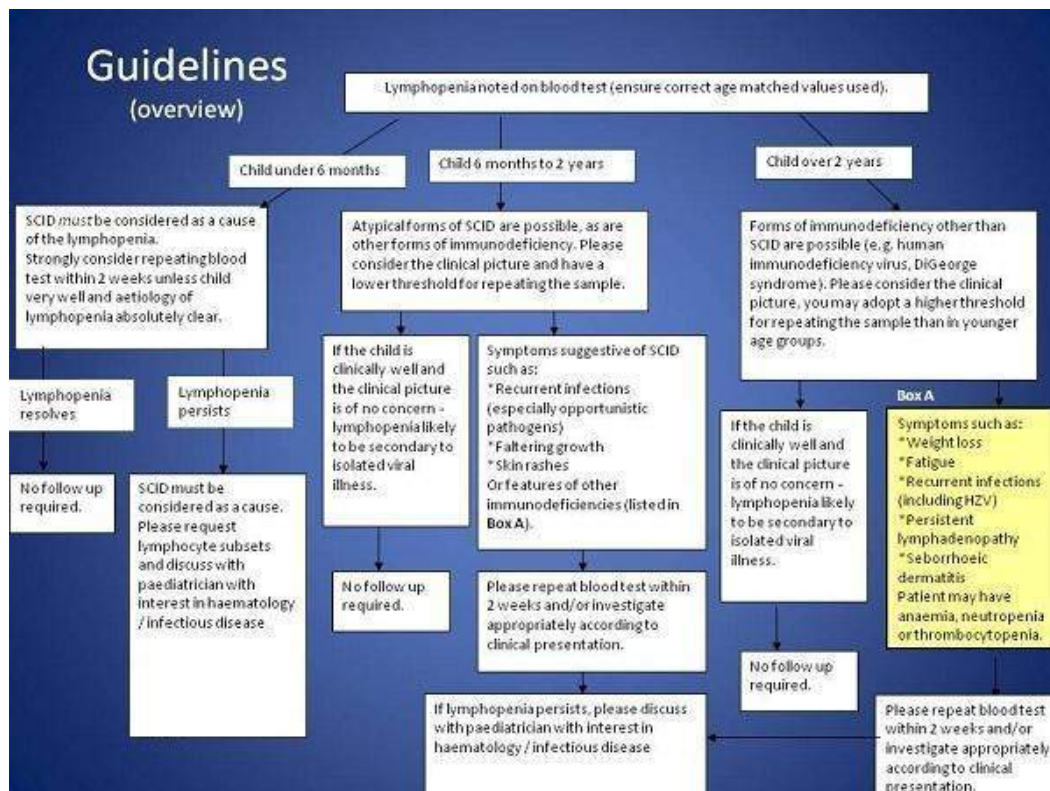 Guidelines
(overview)
Lymphopenia noted on blood test (ensure correct age matched values used).
Child under 6 months
Child 6 months to 2 years
Child over 2 years
SCID must be considered as a cause
of the lymphopenia.
Strongly consider repeating blood
test within 2 weeks unless child
very well and aetiology of
lymphopenia absolutely clear.
Atypical forms of SCID are possible, as are
other forms of immunodeficiency. Please
consider the clinical picture and have a
lower threshold for repeating the sample.
Forms of immunodeficiency other than
SCID are possible (e.g. human
immunodeficiency virus, DiGeorge
syndrome). Please consider the clinical
picture, you may adopt a higher threshold
for repeating the sample than in younger
age groups.
Lymphopenia
resolves
Lymphopenia
persists
No follow up
required.
SCID must be
considered as a cause.
Please request
lymphocyte subsets
and discuss with
paediatrician with
interest in haematology
/ infectious disease
If the child is
clinically well and
the clinical picture
is of no concern -
lymphopenia likely
to be secondary to
isolated viral
illness.
No follow up
required.
Symptoms suggestive of SCID
such as:
*Recurrent infections
(especially opportunistic
pathogens)
*Faltering growth
*Skin rashes
Or features of other
immunodeficiencies (listed in
Box A).
Please repeat blood test within
2 weeks and/or investigate
appropriately according to
clinical presentation.
If lymphopenia persists, please discuss
with paediatrician with interest in
haematology / infectious disease
If the child is
clinically well and
the clinical picture
is of no concern -
lymphopenia likely
to be secondary to
isolated viral
illness.
No follow up
required.
Box A
Symptoms such as:
*Weight loss
*Fatigue
*Recurrent infections
(including HZV)
*Persistent
lymphadenopathy
*Seborrhoeic
dermatitis
Patient may have
anaemia, neutropenia
or thrombocytopenia.
Please repeat blood test
within 2 weeks and/or
investigate appropriately
according to clinical
presentation.